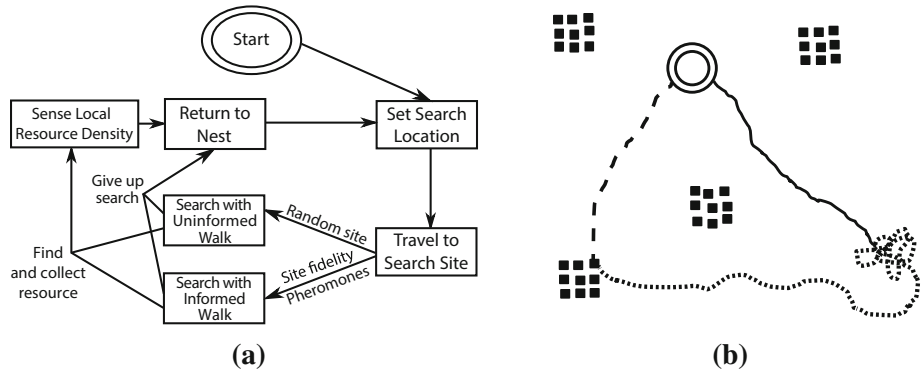 Start
Sense Local
Resource Density
Return to
Nest
Set Search
Location
Give up
search
Search with
Uninformed
Walk
Random site
Travel to
Search Site
Find
and collect
resource
Site fidelity
Pheromones
Search with
Informed
Walk
(a)
(b)